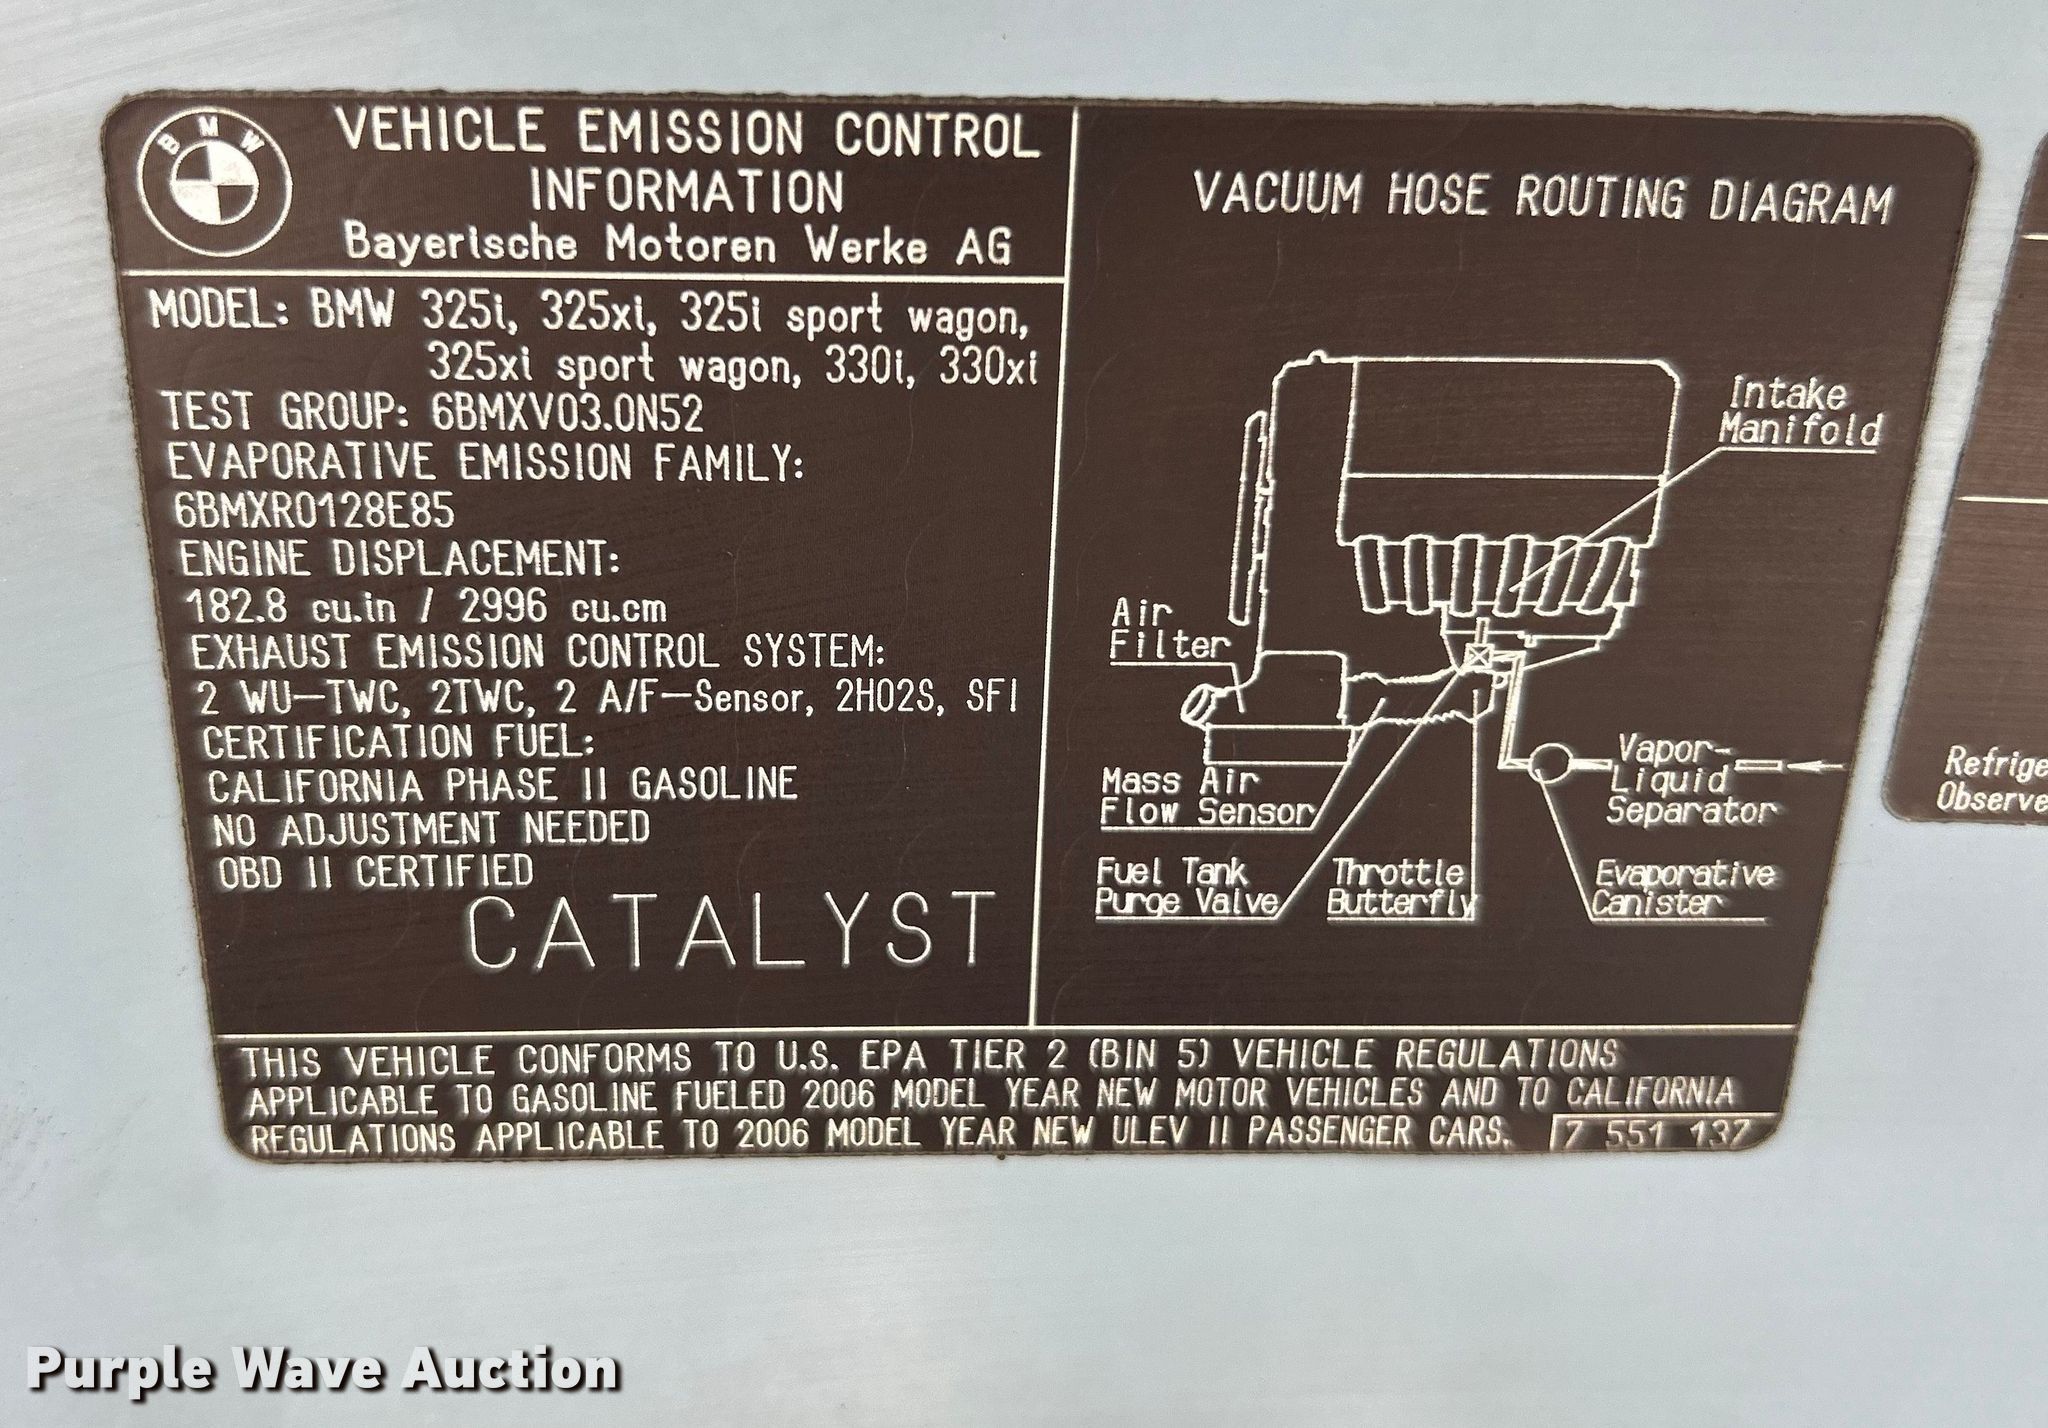 BMW
VEHICLE EMISSION CONTROL
INFORMATION
Bayerische Motoren Werke AG
MODEL: BMW 325i, 325xi, 325i sport wagon,
325xi sport wagon, 330i, 330xi
TEST GROUP: 6BMXV03.0N52
EVAPORATIVE EMISSION FAMILY:
6BMXR0128E85
ENGINE DISPLACEMENT:
182.8 cu.in / 2996 cu.cm
EXHAUST EMISSION CONTROL SYSTEM:
2 WU-TWC, 2TWC, 2 A/F-Sensor, 2HO2S, SFI
CERTIFICATION FUEL:
CALIFORNIA PHASE II GASOLINE
NO ADJUSTMENT NEEDED
OBD II CERTIFIED
CATALYST
VACUUM HOSE ROUTING DIAGRAM
Intake
Manifold
Air
Filter
Mass Air
Flow Sensor
Vapor-
Liquid
Separator
Fuel Tank
Purge Valve
Throttle
Butterfly
Evaporative
Canister
THIS VEHICLE CONFORMS TO U.S. EPA TIER 2 (BIN 5) VEHICLE REGULATIONS
APPLICABLE TO GASOLINE FUELED 2006 MODEL YEAR NEW MOTOR VEHICLES AND TO CALIFORNIA
REGULATIONS APPLICABLE TO 2006 MODEL YEAR NEW ULEV II PASSENGER CARS.
7 551 137
Refrige
Observe
Purple Wave Auction